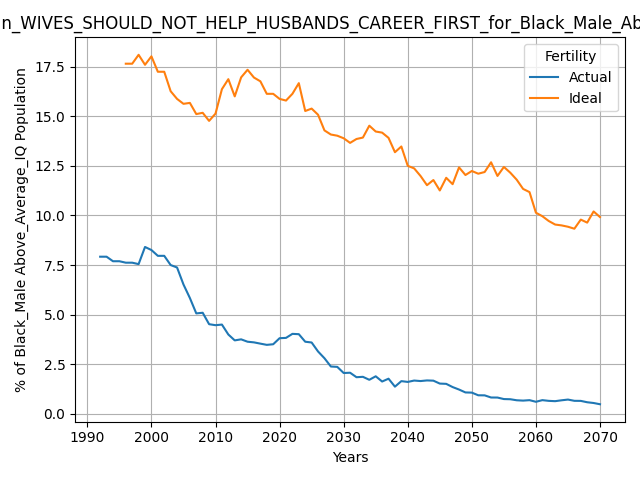 n_WIVES_SHOULD_NOT_HELP_HUSBANDS_CAREER_FIRST_for_Black_Male_Ab
Fertility
Actual
Ideal
% of Black_Male Above_Average_IQ Population
17.5
15.0
12.5
10.0
7.5
5.0
2.5
0.0
1990 2000 2010 2020 2030 2040 2050 2060 2070
Years